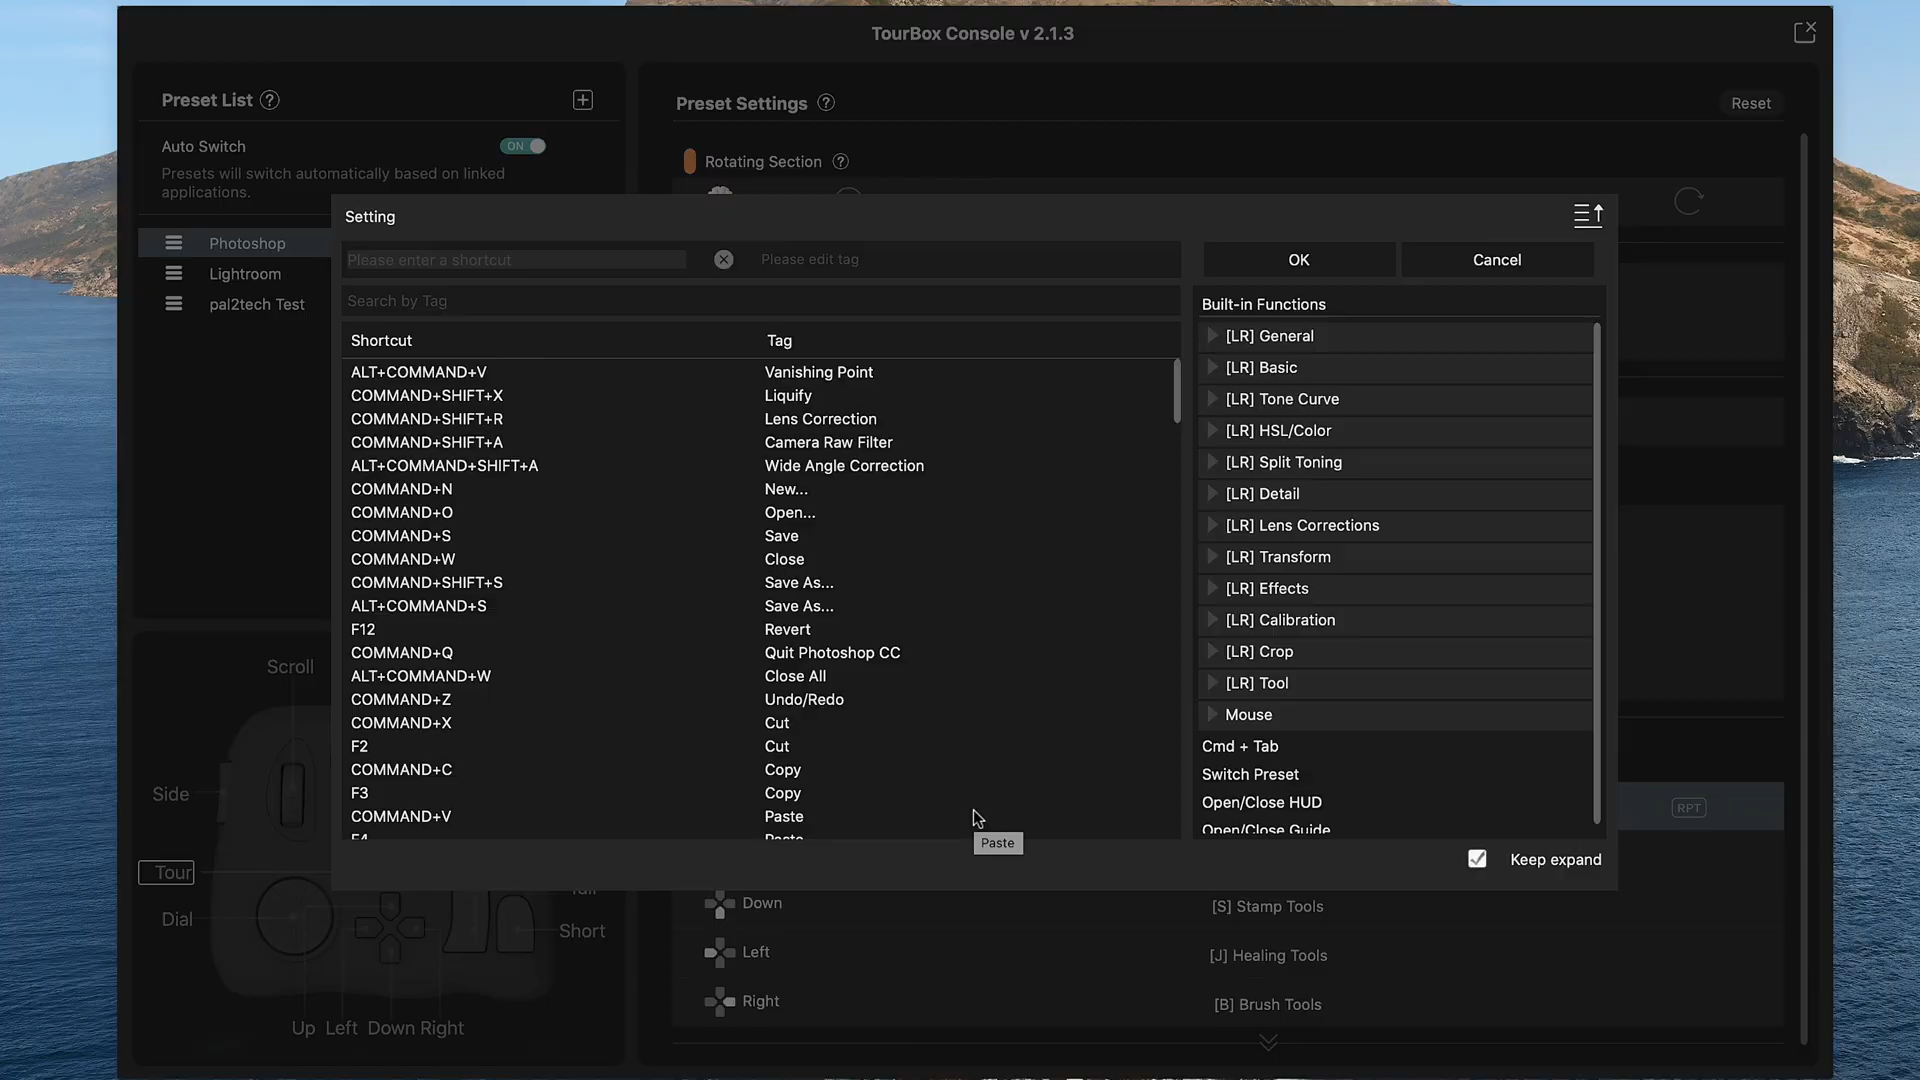 TourBox Console v 2.1.3
Preset List ?
Auto Switch
ON
Presets will switch automatically based on linked
applications.
Photoshop
Lightroom
pal2tech Test
Preset Settings ?
Reset
Rotating Section ?
Setting
Please enter a shortcut
Please edit tag
OK
Cancel
Search by Tag
Shortcut Tag
ALT+COMMAND+V Vanishing Point
COMMAND+SHIFT+X Liquify
COMMAND+SHIFT+R Lens Correction
COMMAND+SHIFT+A Camera Raw Filter
ALT+COMMAND+SHIFT+A Wide Angle Correction
COMMAND+N New...
COMMAND+O Open...
COMMAND+S Save
COMMAND+W Close
COMMAND+SHIFT+S Save As...
ALT+COMMAND+S Save As...
F12 Revert
COMMAND+Q Quit Photoshop CC
ALT+COMMAND+W Close All
COMMAND+Z Undo/Redo
COMMAND+X Cut
F2 Cut
COMMAND+C Copy
F3 Copy
COMMAND+V Paste
F4 Paste
Paste
Built-in Functions
[LR] General
[LR] Basic
[LR] Tone Curve
[LR] HSL/Color
[LR] Split Toning
[LR] Detail
[LR] Lens Corrections
[LR] Transform
[LR] Effects
[LR] Calibration
[LR] Crop
[LR] Tool
Mouse
Cmd + Tab
Switch Preset
Open/Close HUD
Open/Close Guide
Keep expand
RPT
Scroll
Side
Tour
Dial
Short
Up Left Down Right
Down [S] Stamp Tools
Left [J] Healing Tools
Right [B] Brush Tools